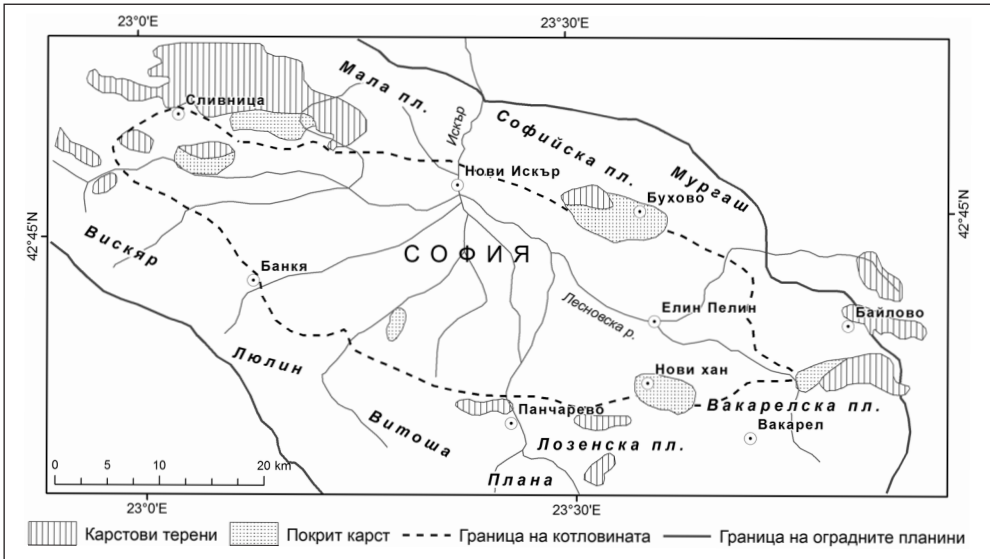 23°0'E
23°30'E
Мала пл.
Сливница
Искър
Софийска пл.
Нови Искър
Мургаш
Бухово
42°45'N
42°45'N
Вискяр
СОФИЯ
Банкя
Лесновска р.
Елин Пелин
Байлово
Люлин
Нови хан
Панчарево
Вакарелска пл.
Витоша
Лозенска пл.
Вакарел
Плана
0 5 10 20 km
23°0'E
23°30'E
Карстови терени
Покрит карст
Граница на котловината
Граница на оградните планини